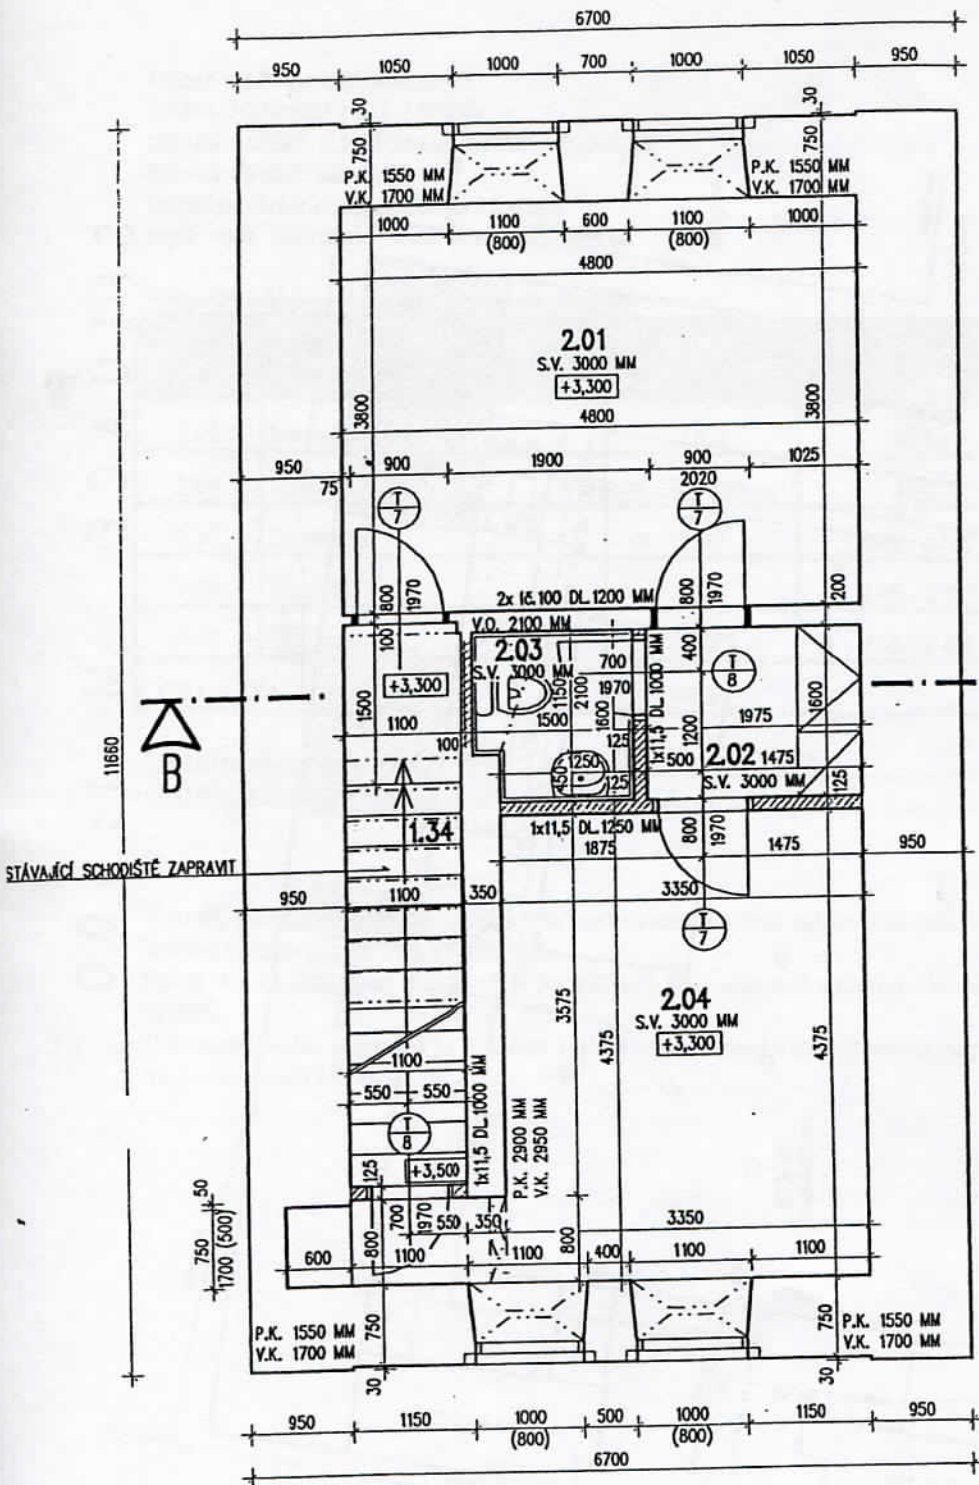 6700
950 1050 1000 700 1000 1050 950
30 30
750 750
P.K. 1550 MM
V.K. 1700 MM
P.K. 1550 MM
V.K. 1700 MM
1000 1100 600 1100 1000
(800) (800)
4800
2.01
S.V. 3000 MM
+3,300
4800
3800 3800
950 900 1900 900 1025
75 2020
T
7
T
7
800
1970
800
1970
200
2x Ič.100 DL.1200 MM
V.O. 2100 MM
100
2.03
S.V. 3000 MM
700
1970
400
T
8
+3,300
1500
1100
100
1150
2100
1500
1600
125
1x11,5 DL.1000 MM
1200
1975
1600
B
11660
500
2.02
1475
S.V. 3000 MM
125
450
1250
125
1.34
1x11,5 DL.1250 MM
1875
800
1970
1475
950
STÁVAJÍCÍ SCHODIŠTĚ ZAPRAVIT
950 1100 350 3350
T
7
2.04
S.V. 3000 MM
+3,300
3575
4375
4375
1100
550 550
T
8
1x11,5 DL.1000 MM
P.K. 2900 MM
V.K. 2950 MM
+3,500
125
50
750
1700 (500)
700
1970
550 350
3350
800
800
600 1100 1100 400 1100 1100
P.K. 1550 MM
V.K. 1700 MM
750
750
P.K. 1550 MM
V.K. 1700 MM
30 30
950 1150 1000 500 1000 1150 950
(800) (800)
6700